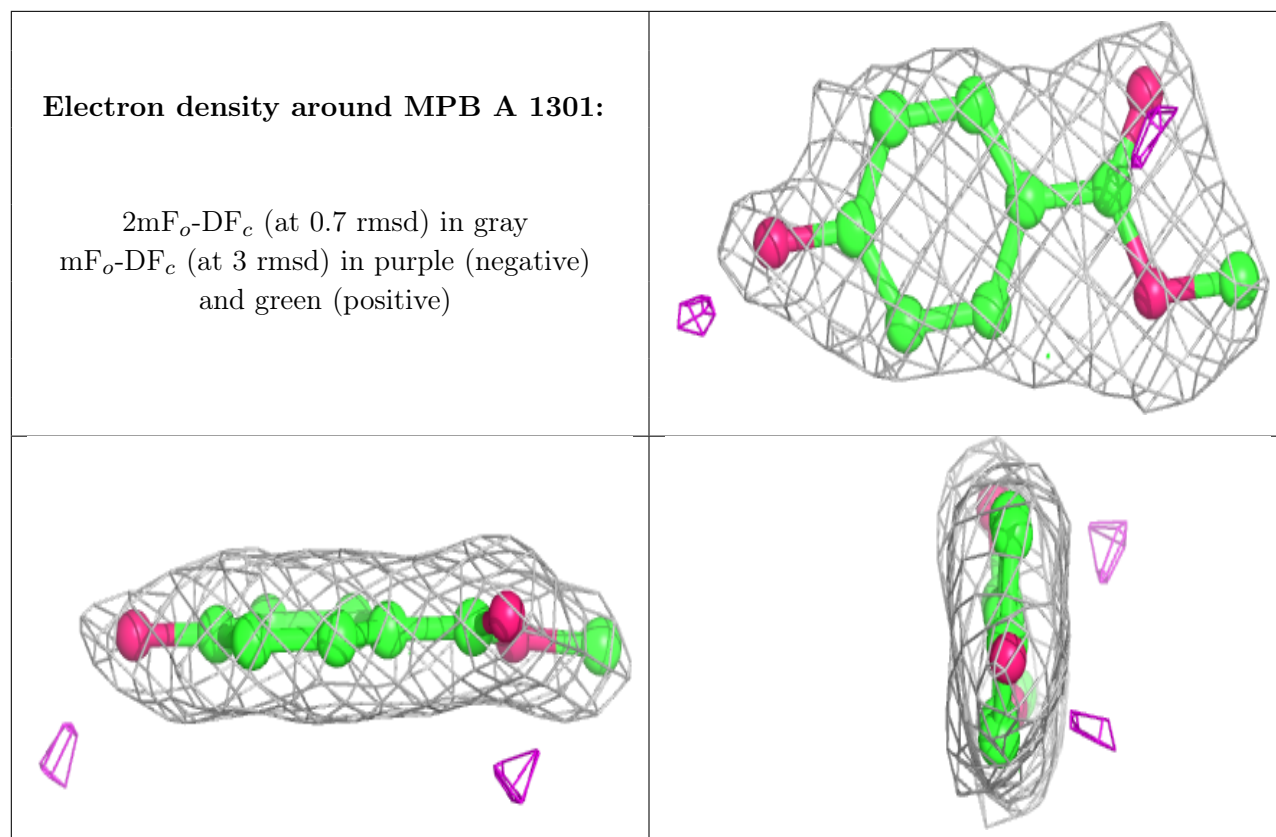 Electron density around MPB A 1301:
2mFo-DFc (at 0.7 rmsd) in gray
mFo-DFc (at 3 rmsd) in purple (negative)
and green (positive)